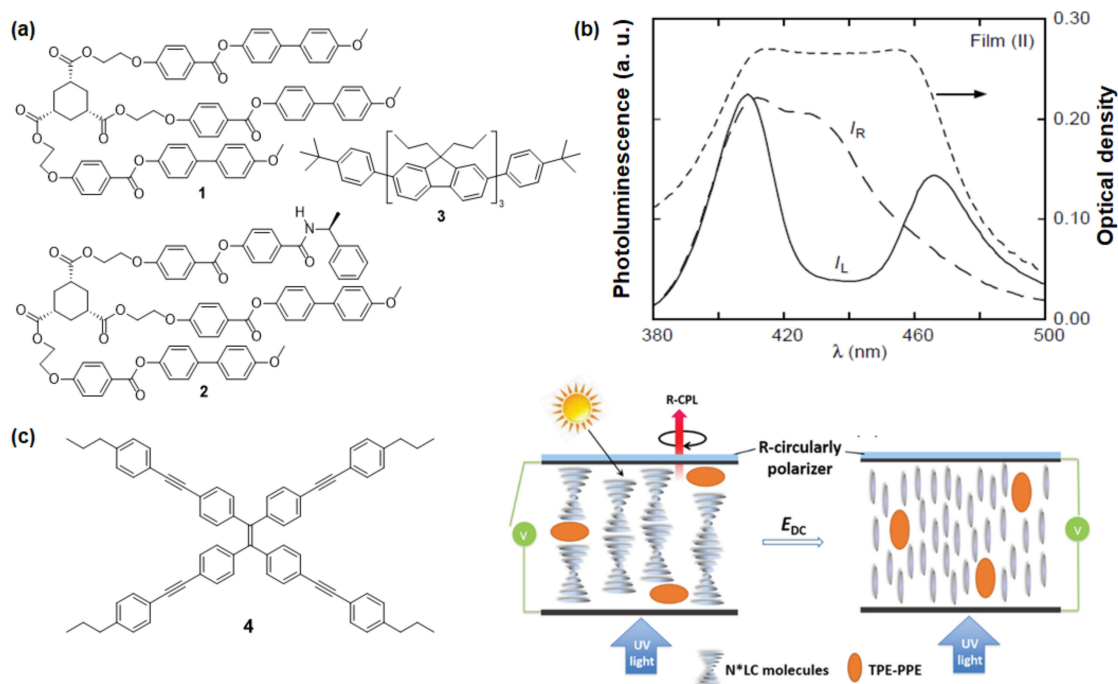 (a)
O O O O O O
O O O O O O
O O O O O O
1
3
3
H
N
O O O O O O
O O O O O O
O O O O O O
2
(b)
Film (II)
Photoluminescence (a. u.)
I_R
I_L
0.30
0.20
0.10
0.00
Optical density
380 420 460 500
λ (nm)
(c)
4
R-CPL
R-circularly
polarizer
V
E_DC
V
UV
light
UV
light
N*LC molecules
TPE-PPE